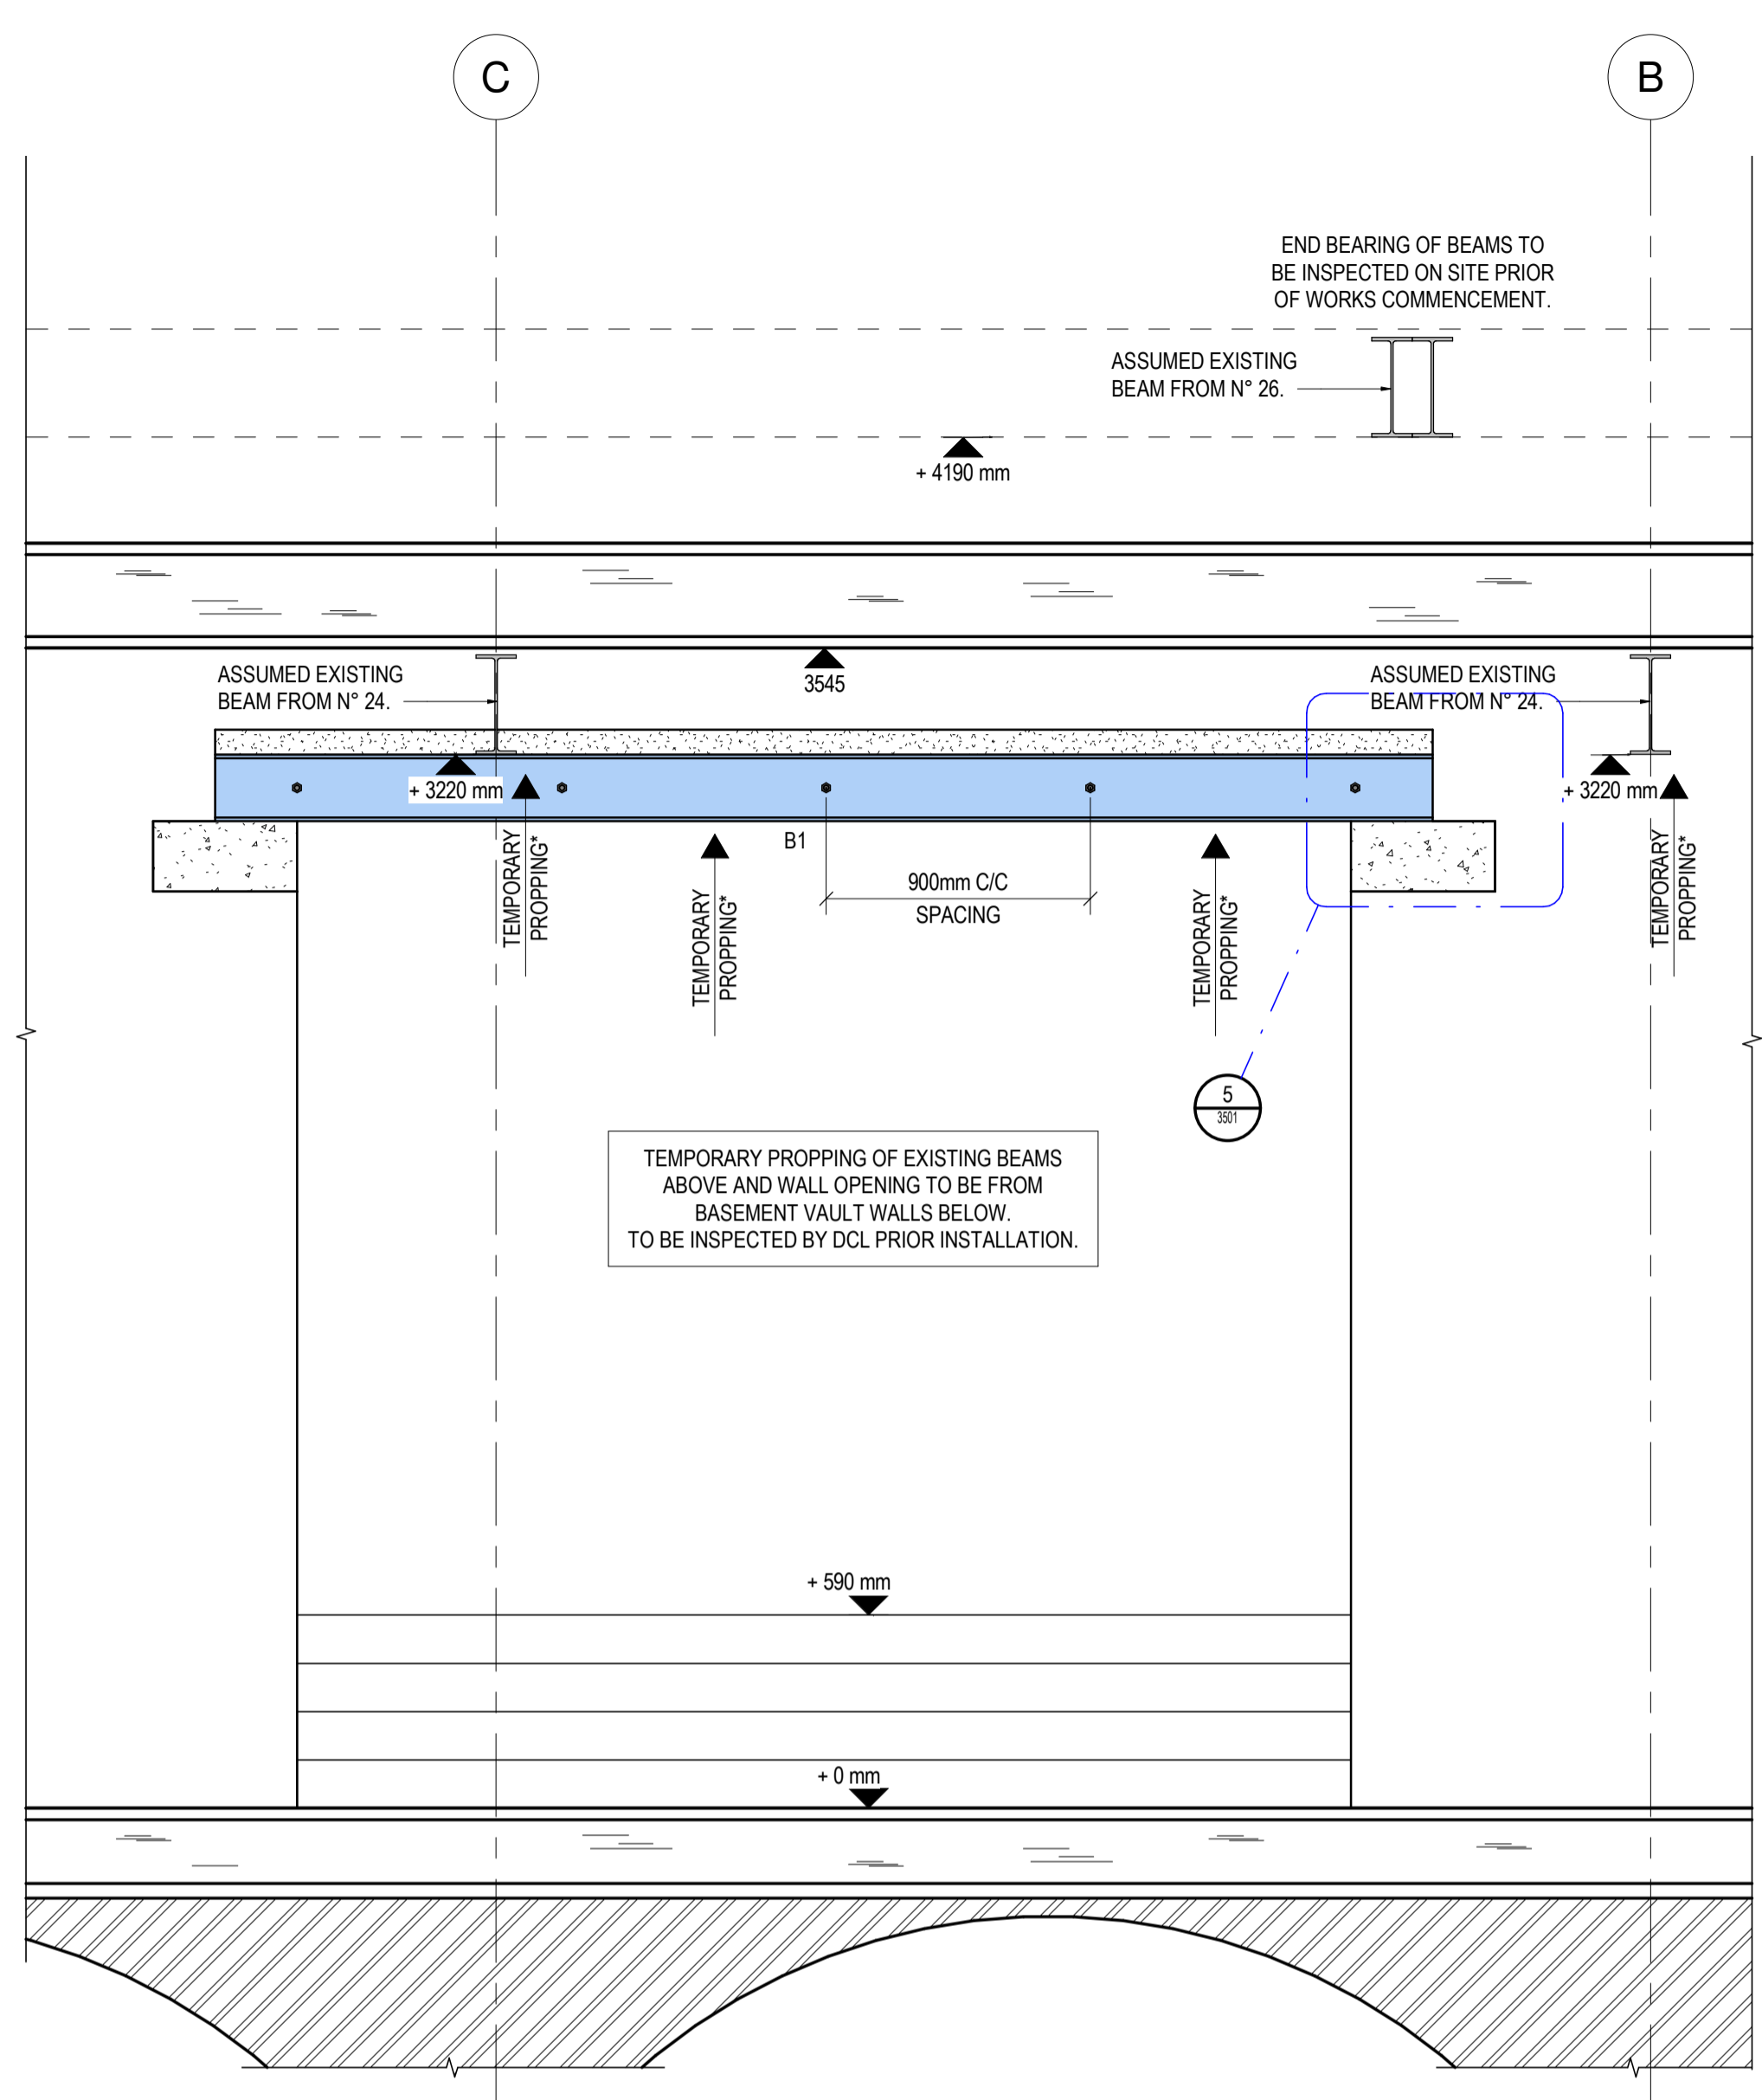 C
B
END BEARING OF BEAMS TO
BE INSPECTED ON SITE PRIOR
OF WORKS COMMENCEMENT.
ASSUMED EXISTING
BEAM FROM N° 26.
+ 4190 mm
ASSUMED EXISTING
BEAM FROM N° 24.
3545
ASSUMED EXISTING
BEAM FROM N° 24.
+ 3220 mm
+ 3220 mm
B1
TEMPORARY
PROPPING*
TEMPORARY
PROPPING*
900mm C/C
SPACING
TEMPORARY
PROPPING*
TEMPORARY
PROPPING*
5
3501
TEMPORARY PROPPING OF EXISTING BEAMS
ABOVE AND WALL OPENING TO BE FROM
BASEMENT VAULT WALLS BELOW.
TO BE INSPECTED BY DCL PRIOR INSTALLATION.
+ 590 mm
+ 0 mm